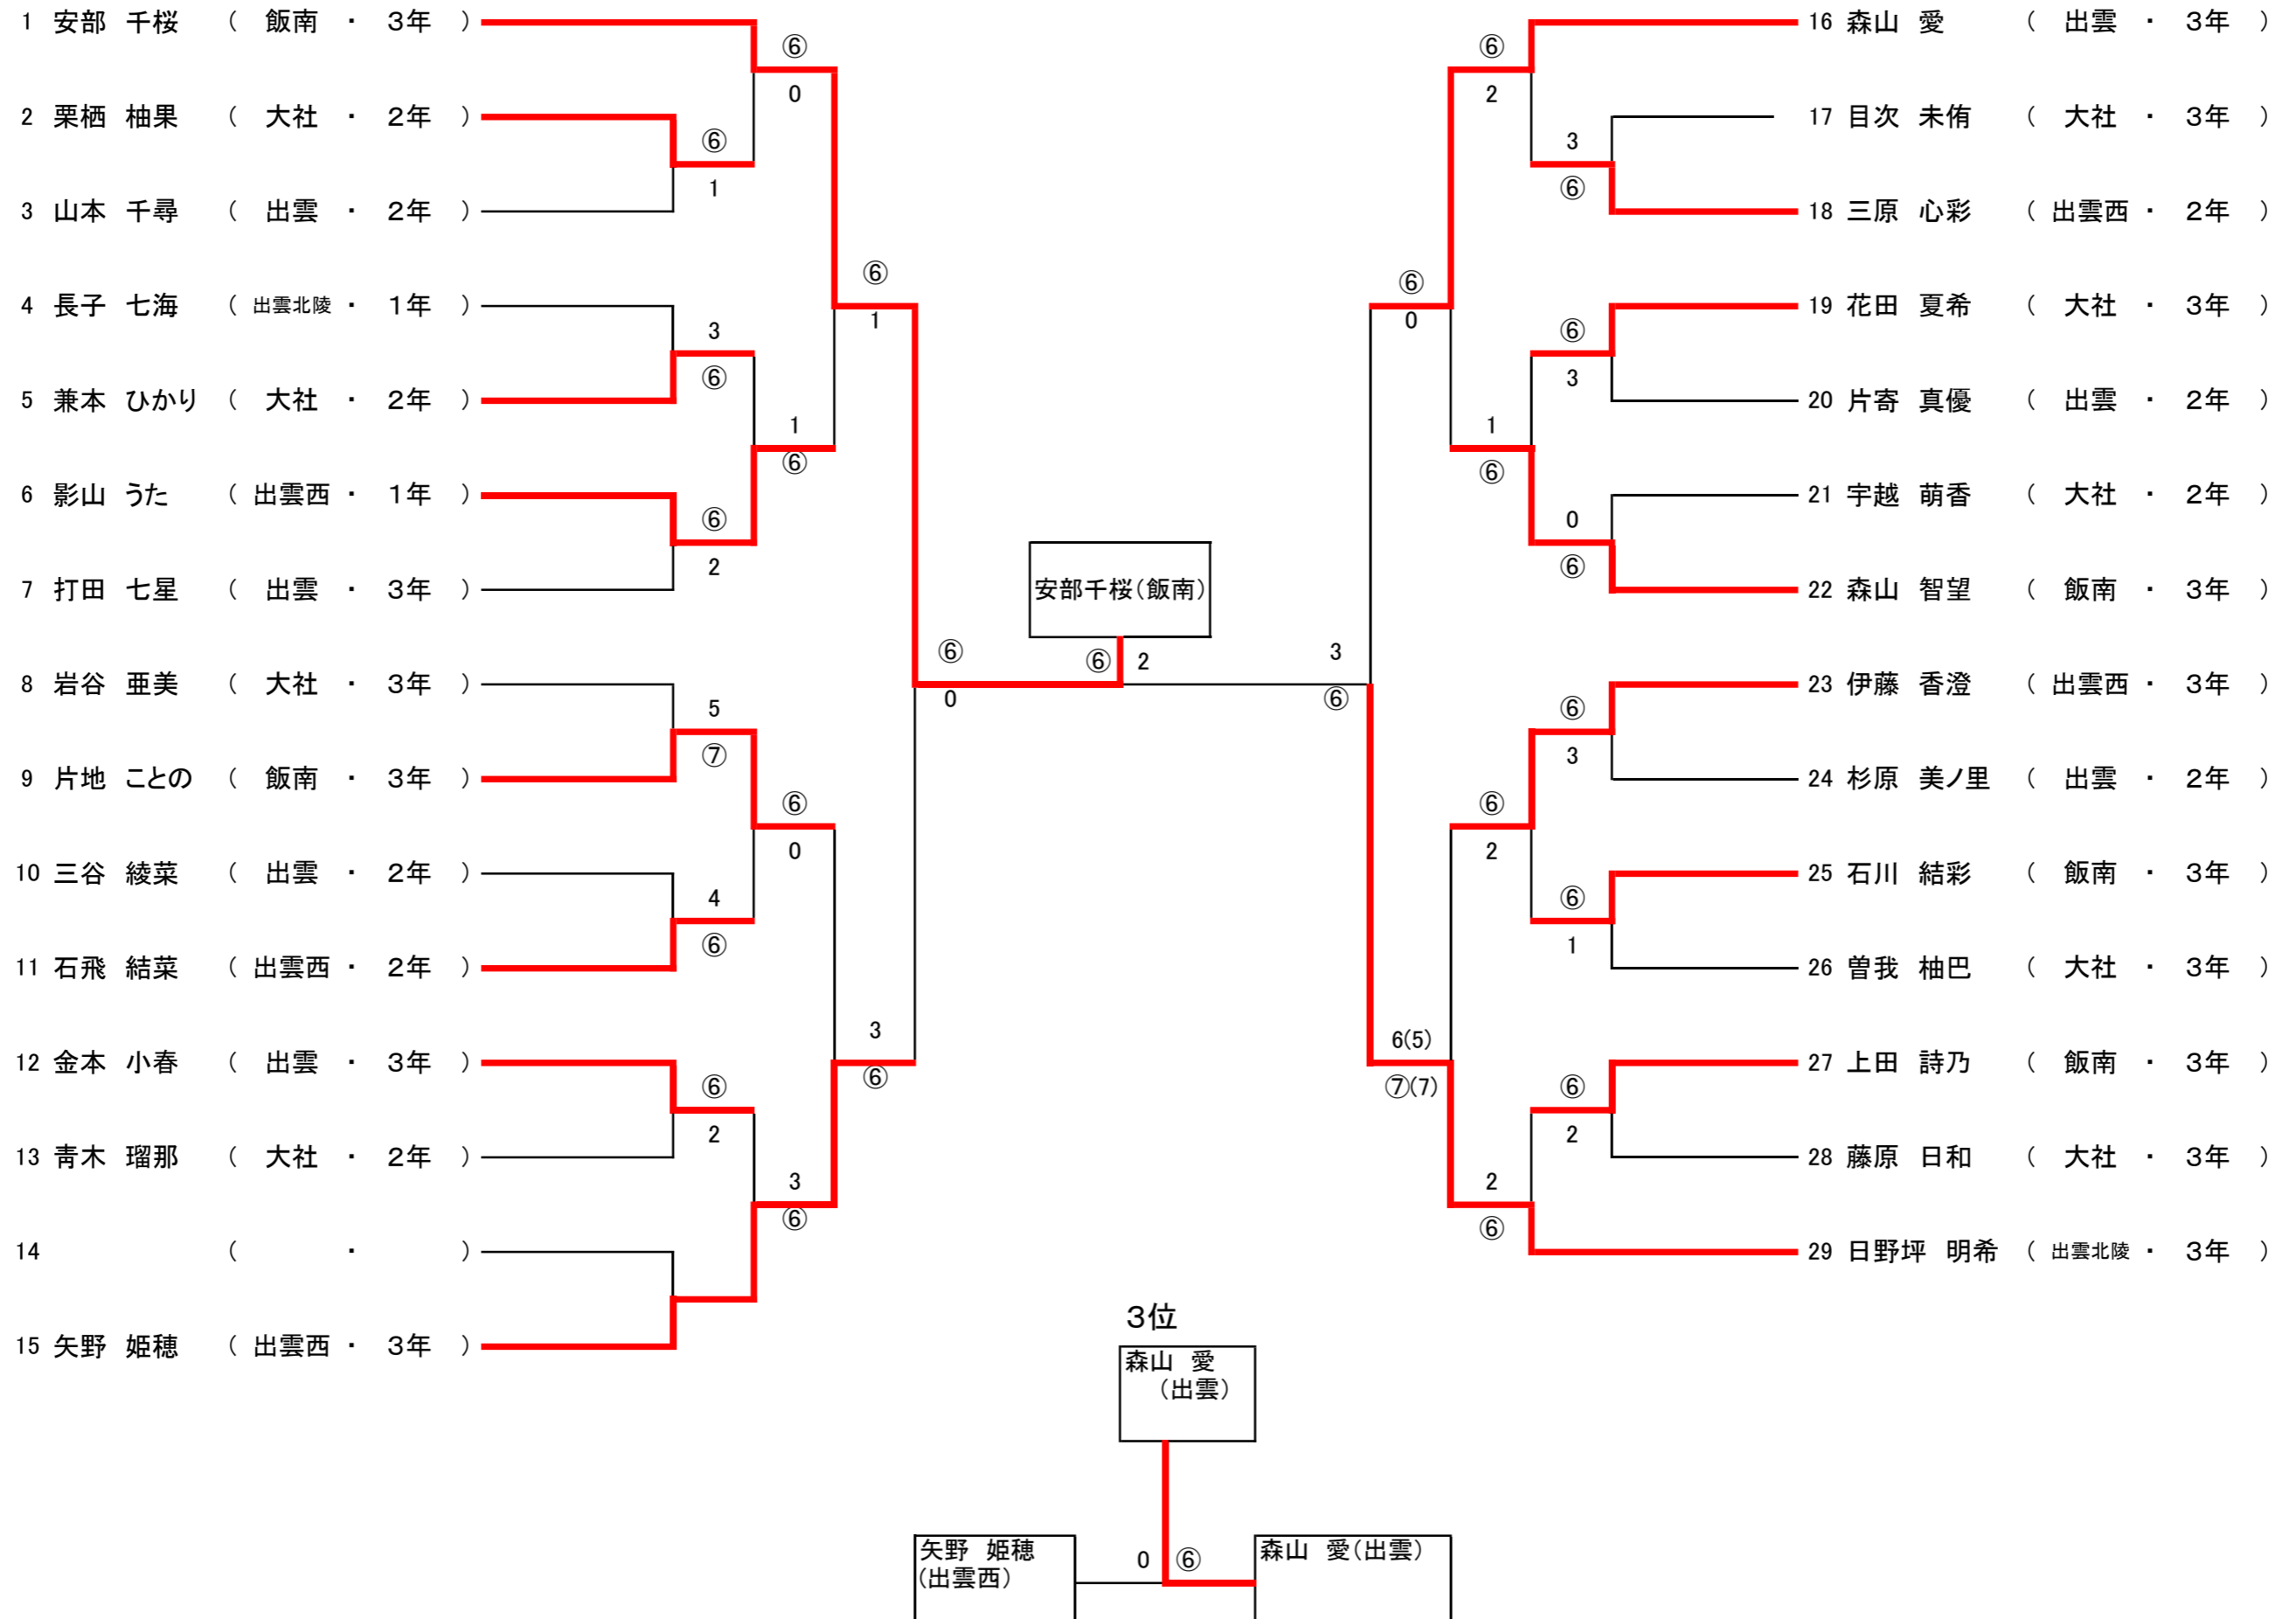 1 安部 千桜 ( 飯南 ・ 3年 )
2 栗栖 柚果 ( 大社 ・ 2年 )
3 山本 千尋 ( 出雲 ・ 2年 )
4 長子 七海 ( 出雲北陵 ・ 1年 )
5 兼本 ひかり ( 大社 ・ 2年 )
6 影山 うた ( 出雲西 ・ 1年 )
7 打田 七星 ( 出雲 ・ 3年 )
8 岩谷 亜美 ( 大社 ・ 3年 )
9 片地 ことの ( 飯南 ・ 3年 )
10 三谷 綾菜 ( 出雲 ・ 2年 )
11 石飛 結菜 ( 出雲西 ・ 2年 )
12 金本 小春 ( 出雲 ・ 3年 )
13 青木 瑠那 ( 大社 ・ 2年 )
14 ( ・ )
15 矢野 姫穂 ( 出雲西 ・ 3年 )
⑥
1
3
⑥
⑥
2
5
⑦
4
⑥
⑥
2
⑥
0
1
⑥
⑥
0
3
⑥
⑥
1
3
⑥
⑥
0
安部千桜(飯南)
⑥ 2
3
⑥
⑥
0
6(5)
⑦(7)
⑥
2
1
⑥
⑥
2
2
⑥
3
⑥
⑥
3
0
⑥
⑥
3
⑥
1
⑥
2
16 森山 愛 ( 出雲 ・ 3年 )
17 目次 未侑 ( 大社 ・ 3年 )
18 三原 心彩 ( 出雲西 ・ 2年 )
19 花田 夏希 ( 大社 ・ 3年 )
20 片寄 真優 ( 出雲 ・ 2年 )
21 宇越 萌香 ( 大社 ・ 2年 )
22 森山 智望 ( 飯南 ・ 3年 )
23 伊藤 香澄 ( 出雲西 ・ 3年 )
24 杉原 美ノ里 ( 出雲 ・ 2年 )
25 石川 結彩 ( 飯南 ・ 3年 )
26 曽我 柚巴 ( 大社 ・ 3年 )
27 上田 詩乃 ( 飯南 ・ 3年 )
28 藤原 日和 ( 大社 ・ 3年 )
29 日野坪 明希 ( 出雲北陵 ・ 3年 )
3位
森山 愛
(出雲)
矢野 姫穂
(出雲西)
0 ⑥
森山 愛(出雲)